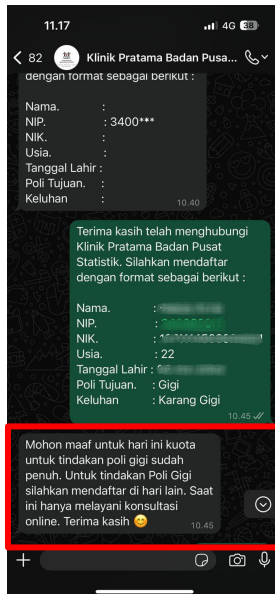 11.17
4G 38
82 Klinik Pratama Badan Pusa...
dengan format sebagai berikut :
Nama. :
NIP. : 3400***
NIK. :
Usia. :
Tanggal Lahir :
Poli Tujuan. :
Keluhan :
10.40
Terima kasih telah menghubungi
Klinik Pratama Badan Pusat
Statistik. Silahkan mendaftar
dengan format sebagai berikut :
Nama. :
NIP. :
NIK. :
Usia. : 22
Tanggal Lahir :
Poli Tujuan. : Gigi
Keluhan : Karang Gigi
10.45
Mohon maaf untuk hari ini kuota
untuk tindakan poli gigi sudah
penuh. Untuk tindakan Poli Gigi
silahkan mendaftar di hari lain. Saat
ini hanya melayani konsultasi
online. Terima kasih 😊
10.45